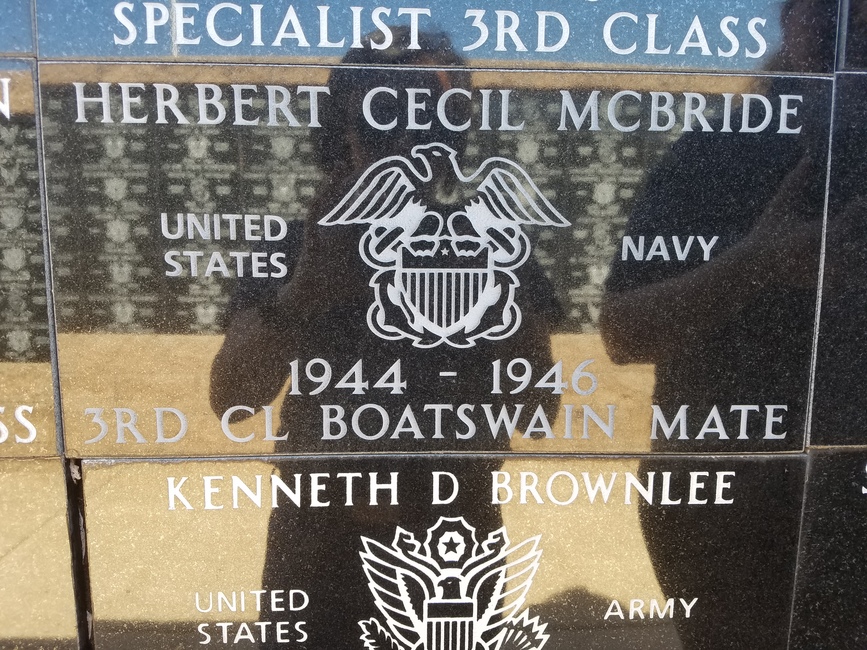 SPECIALIST 3RD CLASS
HERBERT CECIL MCBRIDE
UNITED
STATES
NAVY
1944 - 1946
3RD CL BOATSWAIN MATE
KENNETH D BROWNLEE
UNITED
STATES
ARMY